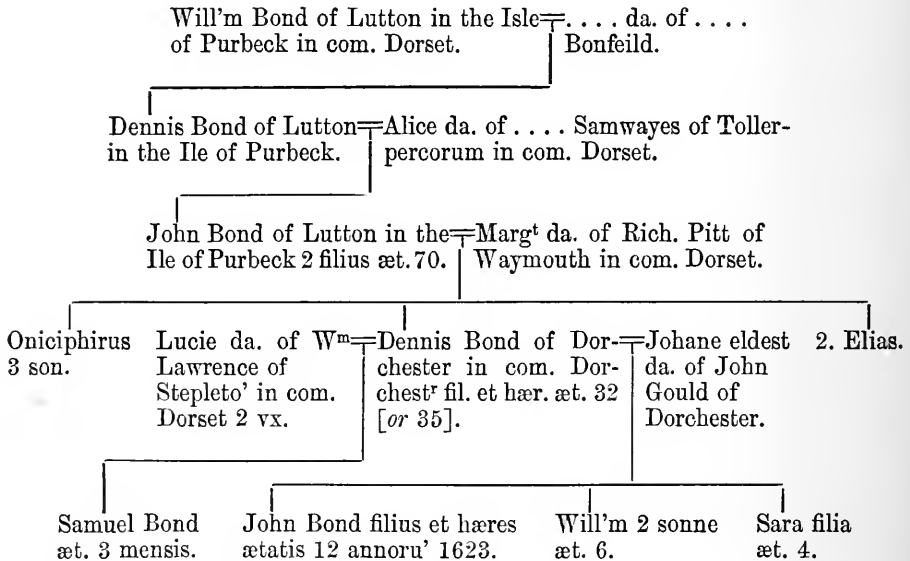 Will'm Bond of Lutton in the Isle
of Purbeck in com. Dorset.
. . . . da. of . . . .
Bonfeild.
Dennis Bond of Lutton
in the Ile of Purbeck.
Alice da. of . . . . Samwayes of Toller-
percorum in com. Dorset.
John Bond of Lutton in the
Ile of Purbeck 2 filius æt. 70.
Margᵗ da. of Rich. Pitt of
Waymouth in com. Dorset.
Oniciphirus
3 son.
Lucie da. of Wᵐ
Lawrence of
Stepleto' in com.
Dorset 2 vx.
Dennis Bond of Dor-
chester in com. Dor-
chestʳ fil. et hær. æt. 32
[or 35].
Johane eldest
da. of John
Gould of
Dorchester.
2. Elias.
Samuel Bond
æt. 3 mensis.
John Bond filius et hæres
ætatis 12 annoru' 1623.
Will'm 2 sonne
æt. 6.
Sara filia
æt. 4.